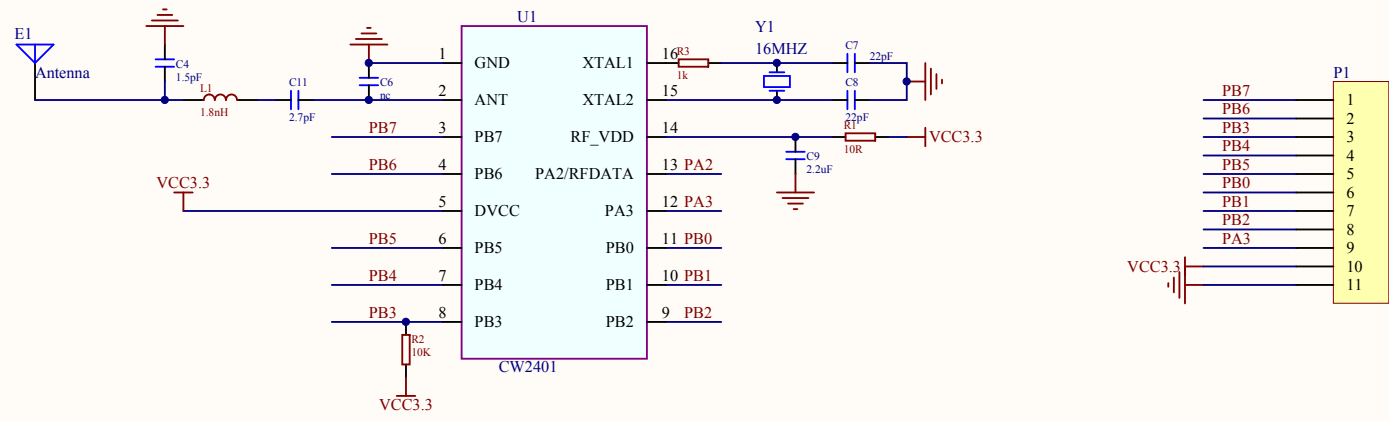 E1
Antenna
C4
1.5pF
L1
1.8nH
C11
2.7pF
C6
nc
PB7
PB6
VCC3.3
PB5
PB4
PB3
R2
10K
VCC3.3
U1
1 GND
2 ANT
3 PB7
4 PB6
5 DVCC
6 PB5
7 PB4
8 PB3
XTAL1 16
XTAL2 15
RF_VDD 14
PA2/RFDATA 13 PA2
PA3 12 PA3
PB0 11 PB0
PB1 10 PB1
PB2 9 PB2
CW2401
R3
1k
Y1
16MHZ
C7
22pF
C8
22pF
R1
10R
VCC3.3
C9
2.2uF
P1
PB7 1
PB6 2
PB3 3
PB4 4
PB5 5
PB0 6
PB1 7
PB2 8
PA3 9
VCC3.3 10
11